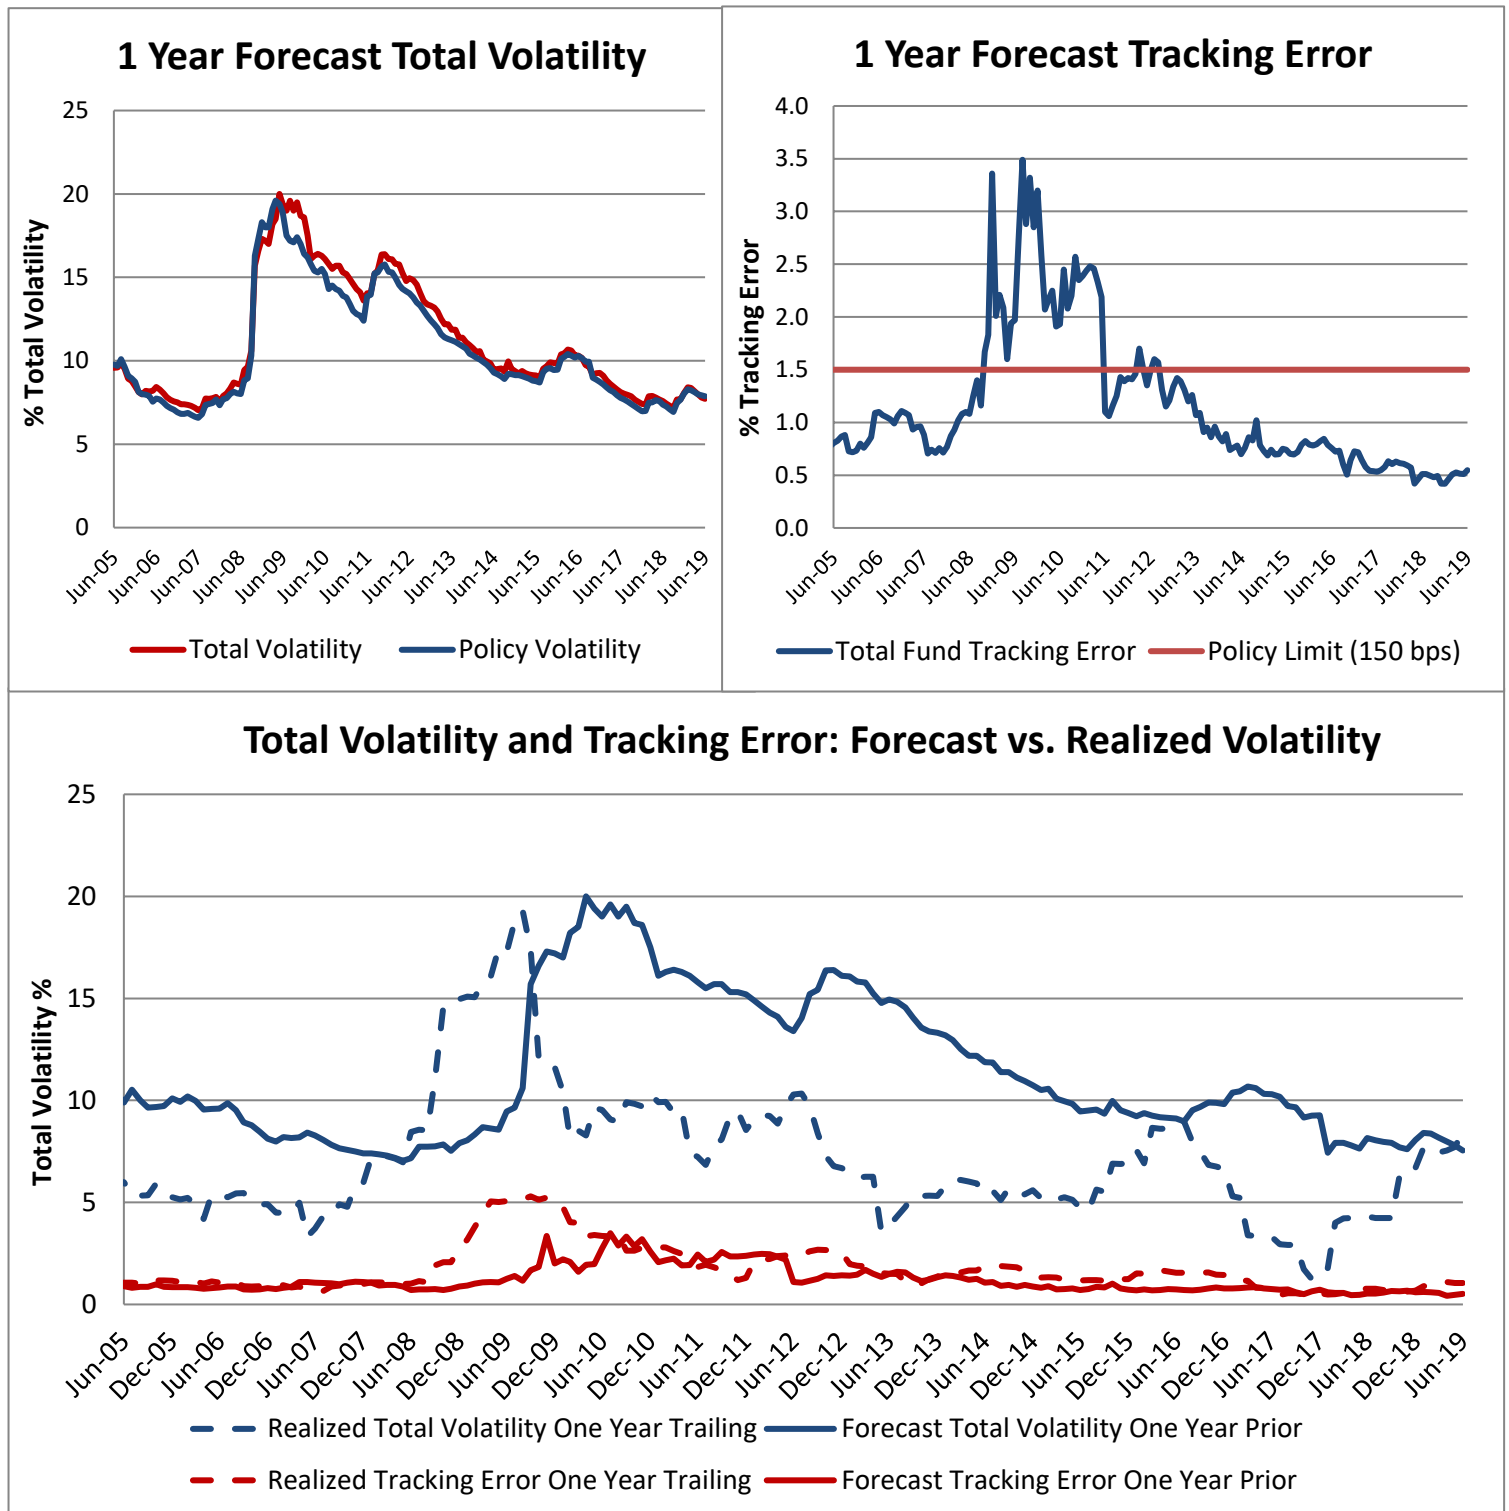 1 Year Forecast Total Volatility
% Total Volatility
25
20
15
10
5
0
Jun-05
Jun-06
Jun-07
Jun-08
Jun-09
Jun-10
Jun-11
Jun-12
Jun-13
Jun-14
Jun-15
Jun-16
Jun-17
Jun-18
Jun-19
Total Volatility
Policy Volatility
1 Year Forecast Tracking Error
% Tracking Error
4.0
3.5
3.0
2.5
2.0
1.5
1.0
0.5
0.0
Jun-05
Jun-06
Jun-07
Jun-08
Jun-09
Jun-10
Jun-11
Jun-12
Jun-13
Jun-14
Jun-15
Jun-16
Jun-17
Jun-18
Jun-19
Total Fund Tracking Error
Policy Limit (150 bps)
Total Volatility and Tracking Error: Forecast vs. Realized Volatility
Total Volatility %
25
20
15
10
5
0
Jun-05
Dec-05
Jun-06
Dec-06
Jun-07
Dec-07
Jun-08
Dec-08
Jun-09
Dec-09
Jun-10
Dec-10
Jun-11
Dec-11
Jun-12
Dec-12
Jun-13
Dec-13
Jun-14
Dec-14
Jun-15
Dec-15
Jun-16
Dec-16
Jun-17
Dec-17
Jun-18
Dec-18
Jun-19
Realized Total Volatility One Year Trailing
Forecast Total Volatility One Year Prior
Realized Tracking Error One Year Trailing
Forecast Tracking Error One Year Prior